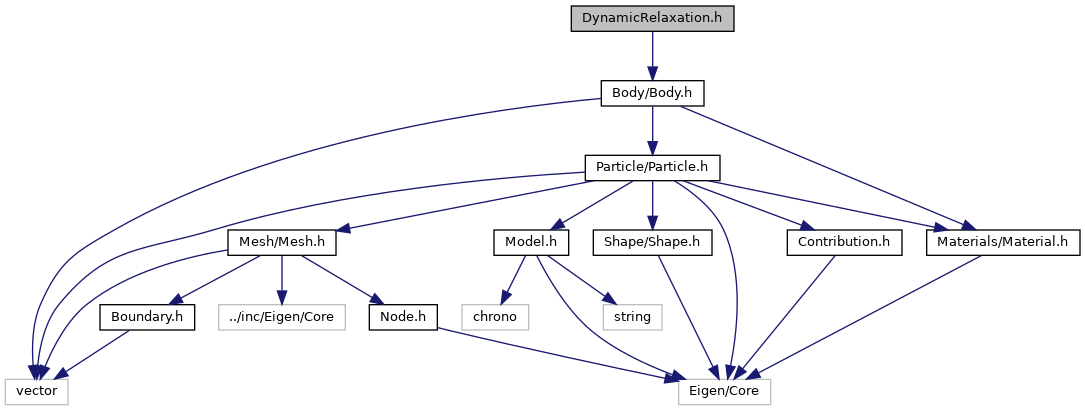 DynamicRelaxation.h
Body/Body.h
Particle/Particle.h
Mesh/Mesh.h
Model.h
Shape/Shape.h
Contribution.h
Materials/Material.h
Boundary.h
../inc/Eigen/Core
Node.h
chrono
string
vector
Eigen/Core